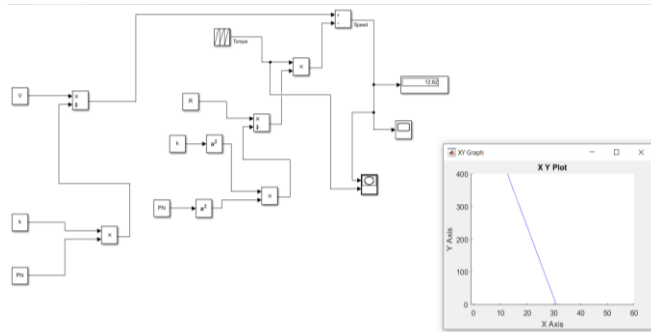 +
−
Speed
Torque
×
12.62
V
×
÷
R
×
÷
k
u²
PN
u²
×
k
×
PN
XY Graph
X Y Plot
400
300
200
100
0
Y Axis
0
10
20
30
40
50
60
X Axis